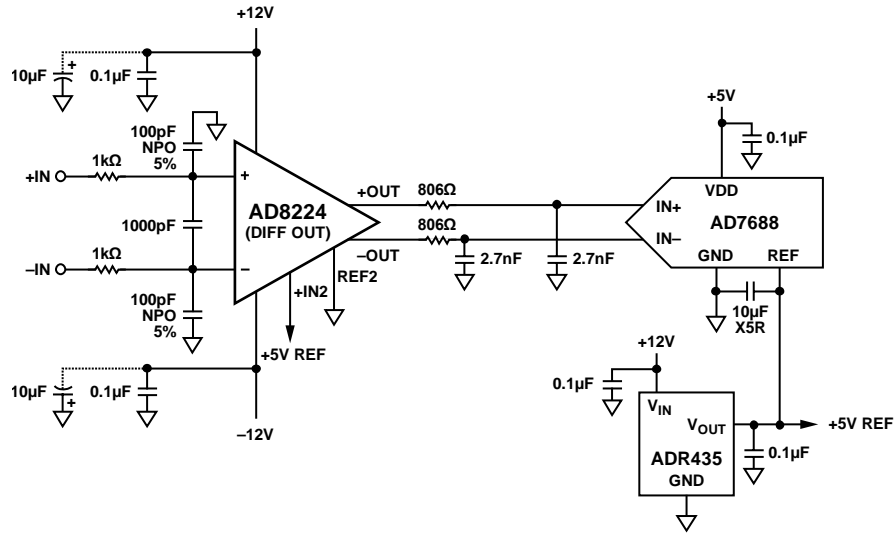 +12V
+
10µF
0.1µF
100pF
NPO
5%
1kΩ
+IN
+
1000pF
AD8224
(DIFF OUT)
1kΩ
–IN
–
100pF
NPO
5%
+OUT
806Ω
806Ω
–OUT
2.7nF
2.7nF
REF2
+IN2
+5V REF
10µF
+
0.1µF
–12V
+5V
0.1µF
VDD
IN+
AD7688
IN–
GND
REF
10µF
X5R
+12V
0.1µF
VIN
VOUT
+5V REF
ADR435
0.1µF
GND